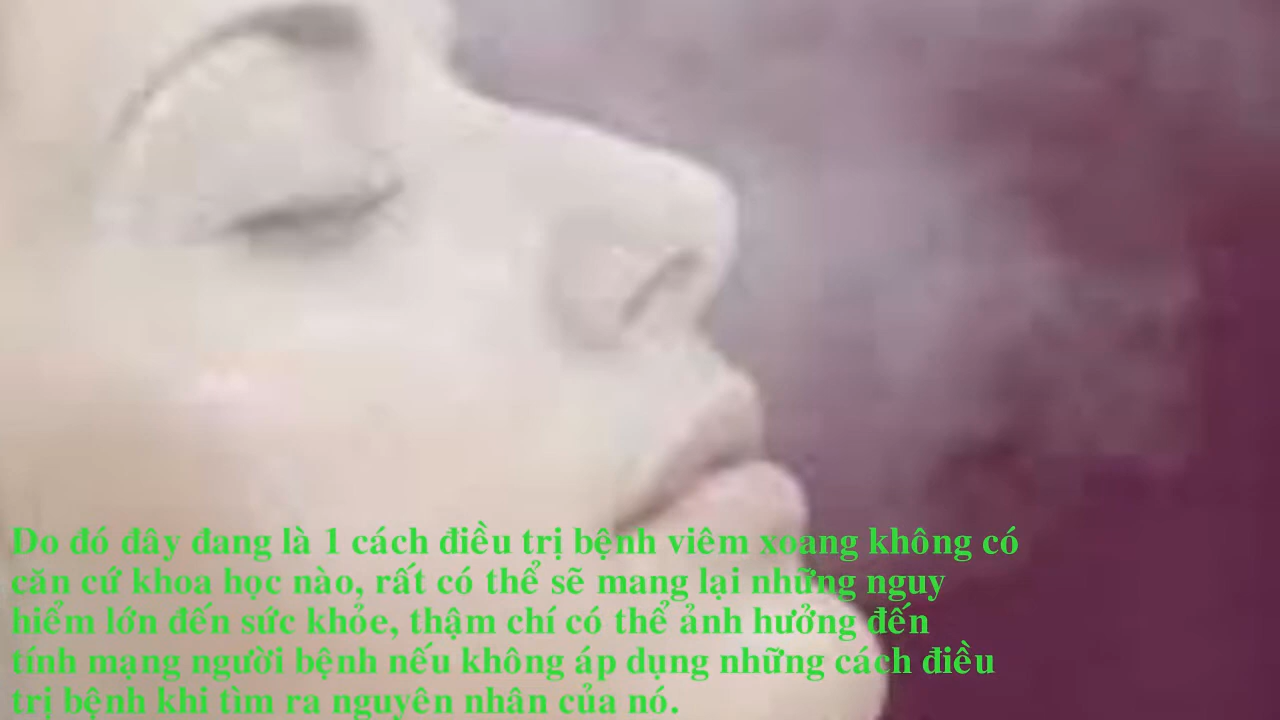 Do đó đây đang là 1 cách điều trị bệnh viêm xoang không có
căn cứ khoa học nào, rất có thể sẽ mang lại những nguy
hiểm lớn đến sức khỏe, thậm chí có thể ảnh hưởng đến
tính mạng người bệnh nếu không áp dụng những cách điều
trị bệnh khi tìm ra nguyên nhân của nó.